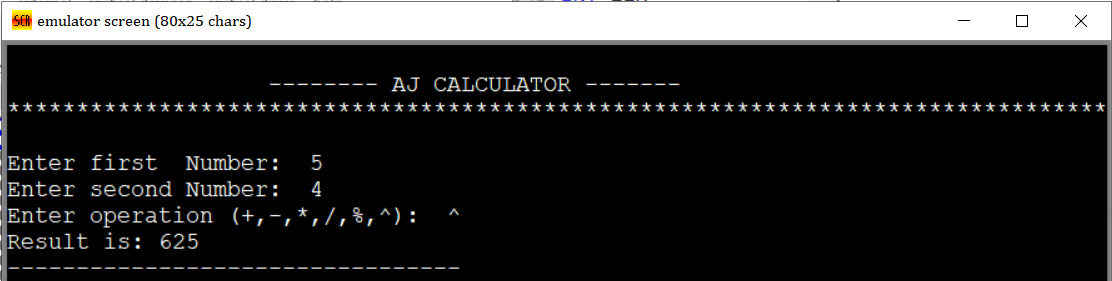 emulator screen (80x25 chars)
-------- AJ CALCULATOR -------
********************************************************************************
Enter first  Number:  5
Enter second Number:  4
Enter operation (+,-,*,/,%,^):  ^
Result is: 625
---------------------------------